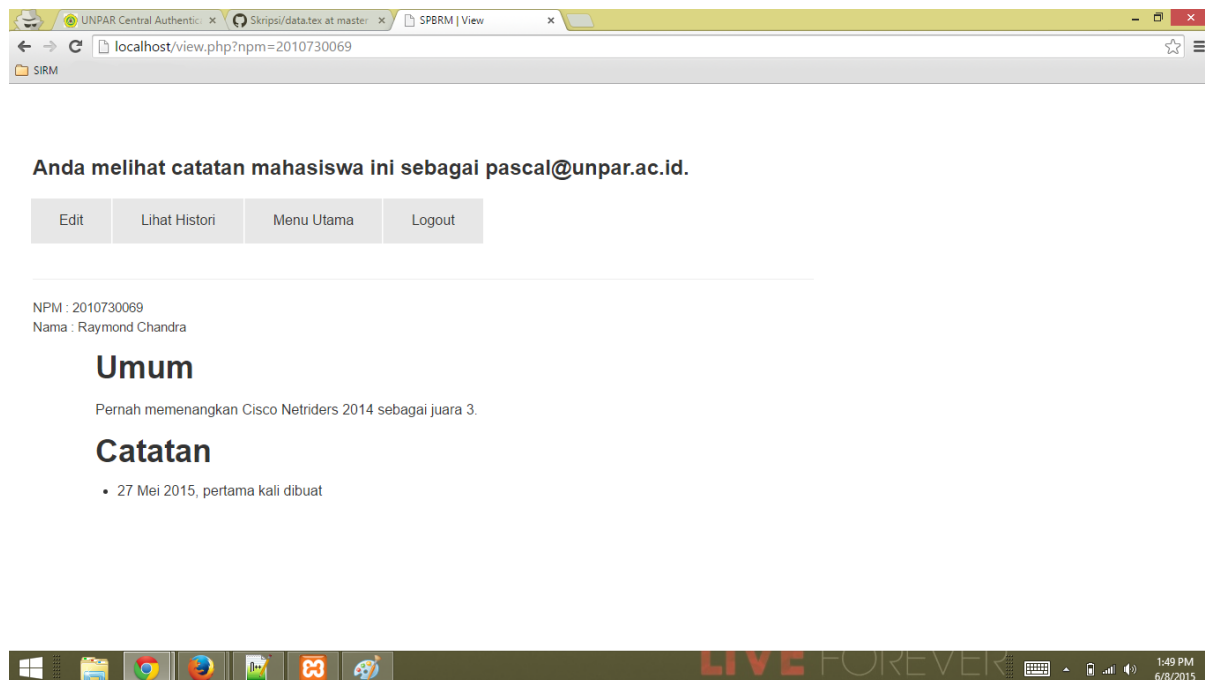 UNPAR Central Authentic
Skripsi/data.tex at master
SPBRM | View
localhost/view.php?npm=2010730069
SIRM
Anda melihat catatan mahasiswa ini sebagai pascal@unpar.ac.id.
Edit Lihat Histori Menu Utama Logout
NPM : 2010730069
Nama : Raymond Chandra
Umum
Pernah memenangkan Cisco Netriders 2014 sebagai juara 3.
Catatan
• 27 Mei 2015, pertama kali dibuat
LIVE FOREVER
1:49 PM
6/8/2015